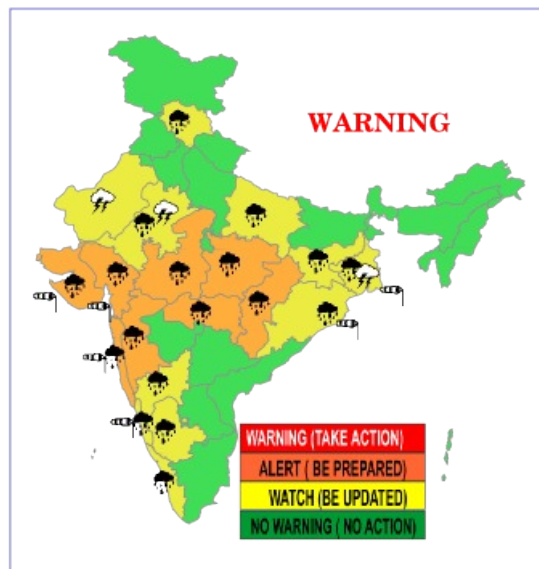 WARNING
WARNING (TAKE ACTION)
ALERT ( BE PREPARED)
WATCH (BE UPDATED)
NO WARNING ( NO ACTION)